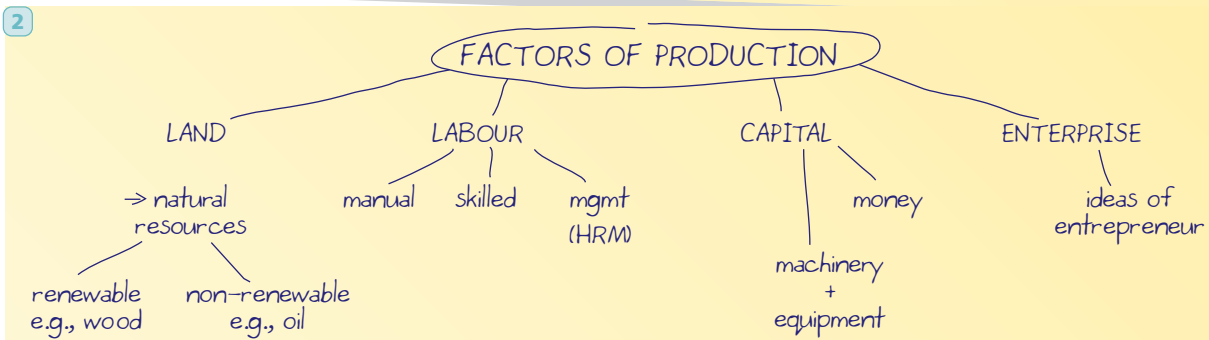 2
FACTORS OF PRODUCTION
LAND
LABOUR
CAPITAL
ENTERPRISE
→ natural
resources
manual
skilled
mgmt
(HRM)
money
ideas of
entrepreneur
renewable
e.g., wood
non-renewable
e.g., oil
machinery
+
equipment